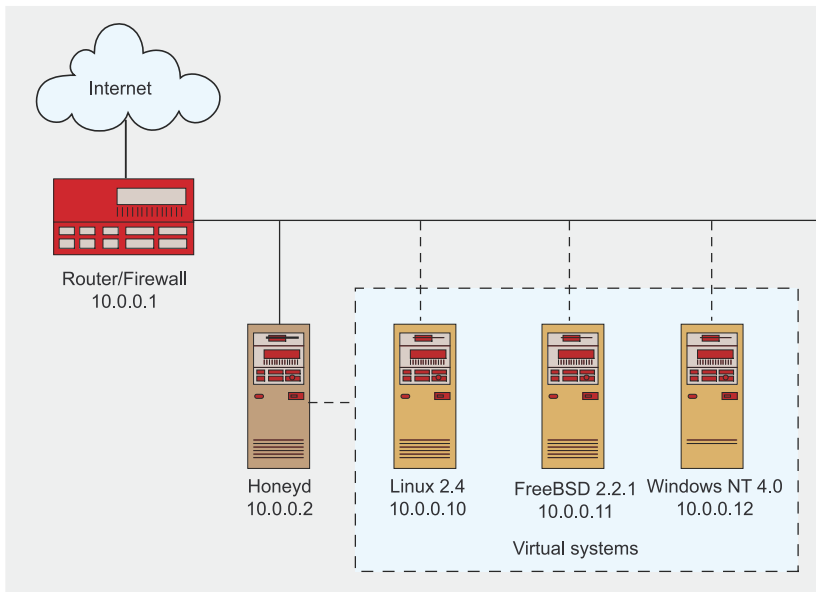 Internet
Router/Firewall
10.0.0.1
Honeyd
10.0.0.2
Linux 2.4
10.0.0.10
FreeBSD 2.2.1
10.0.0.11
Windows NT 4.0
10.0.0.12
Virtual systems